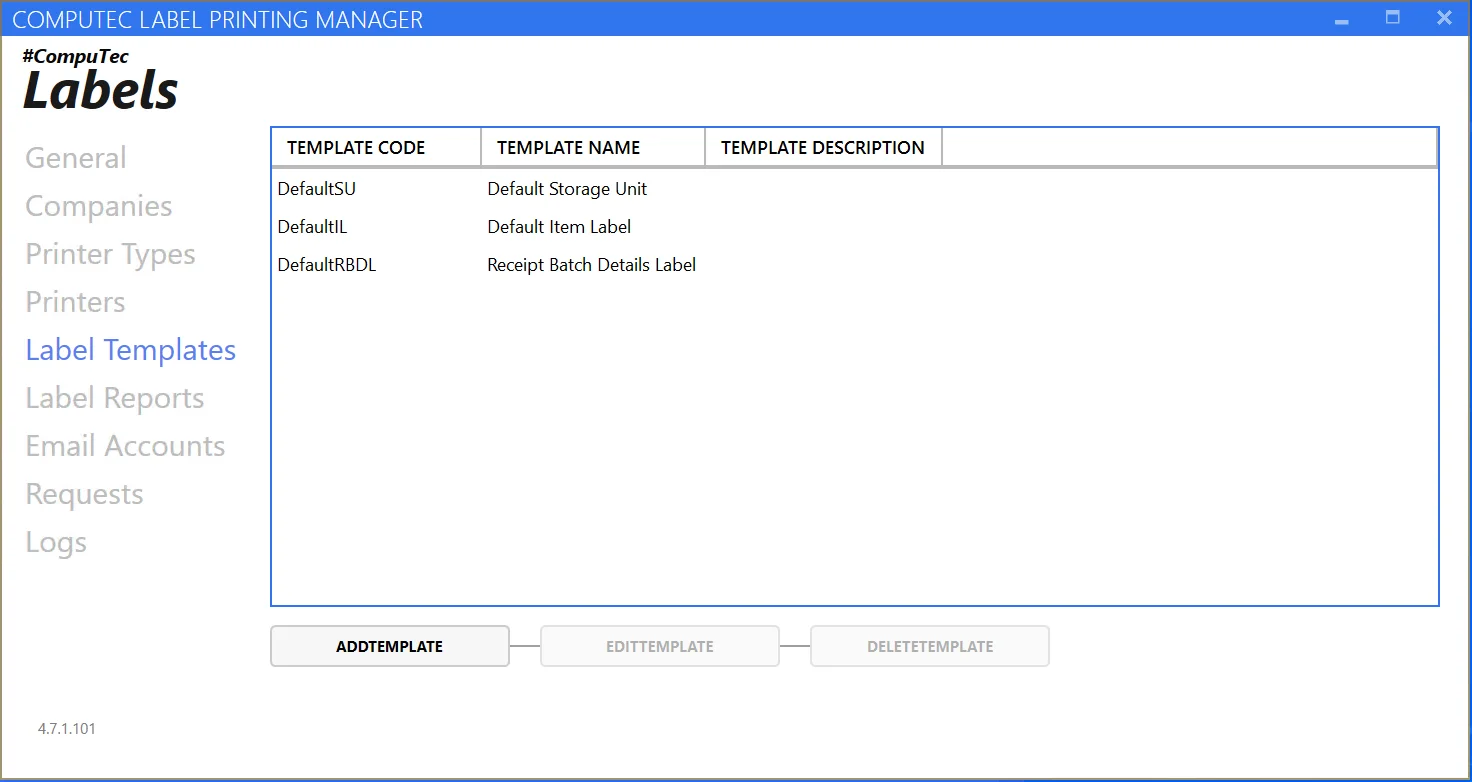 COMPUTEC LABEL PRINTING MANAGER
#CompuTec
Labels
General
Companies
Printer Types
Printers
Label Templates
Label Reports
Email Accounts
Requests
Logs
TEMPLATE CODE TEMPLATE NAME TEMPLATE DESCRIPTION
DefaultSU Default Storage Unit
DefaultIL Default Item Label
DefaultRBDL Receipt Batch Details Label
ADDTEMPLATE EDITTEMPLATE DELETETEMPLATE
4.7.1.101